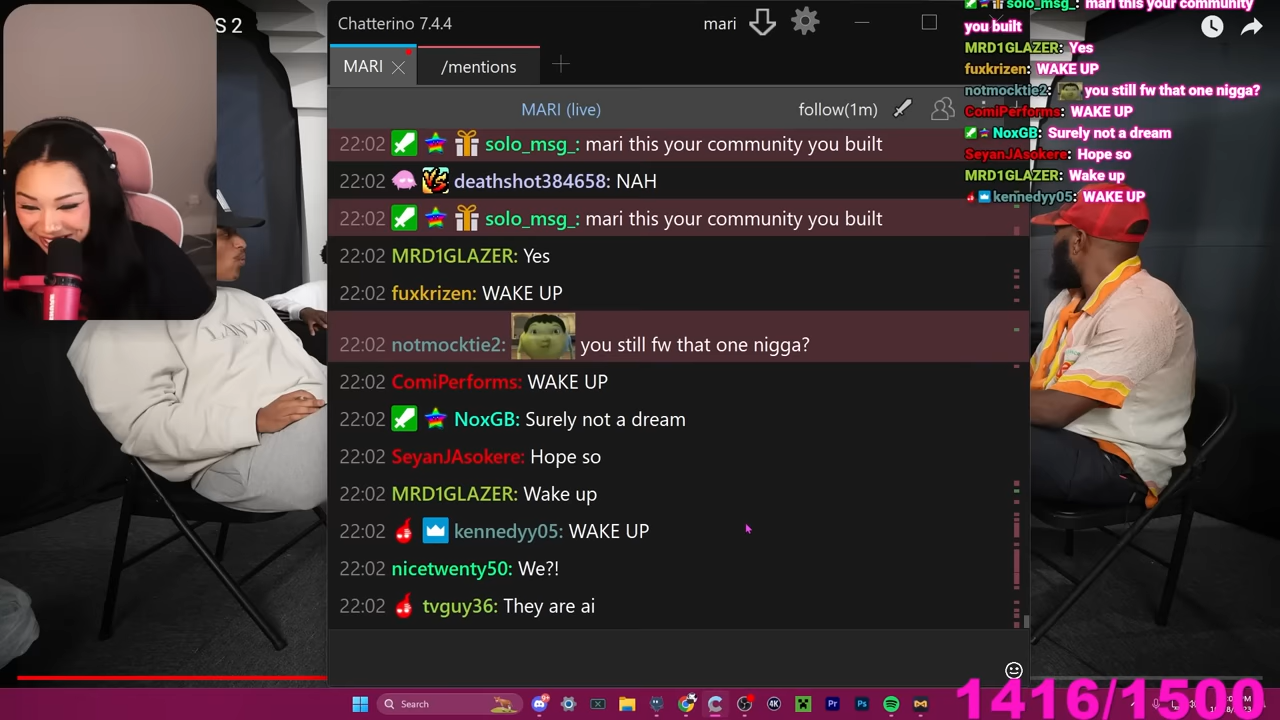 S 2
Chatterino 7.4.4
mari
MARI
/mentions
MARI (live)
follow(1m)
22:02 solo_msg_: mari this your community you built
22:02 deathshot384658: NAH
22:02 solo_msg_: mari this your community you built
22:02 MRD1GLAZER: Yes
22:02 fuxkrizen: WAKE UP
22:02 notmocktie2: you still fw that one nigga?
22:02 ComiPerforms: WAKE UP
22:02 NoxGB: Surely not a dream
22:02 SeyanJAsokere: Hope so
22:02 MRD1GLAZER: Wake up
22:02 kennedyy05: WAKE UP
22:02 nicetwenty50: We?!
22:02 tvguy36: They are ai
solo_msg_: mari this your community
you built
MRD1GLAZER: Yes
fuxkrizen: WAKE UP
notmocktie2: you still fw that one nigga?
ComiPerforms: WAKE UP
NoxGB: Surely not a dream
SeyanJAsokere: Hope so
MRD1GLAZER: Wake up
kennedyy05: WAKE UP
Search
4K
Pr
Ps
1416/1500